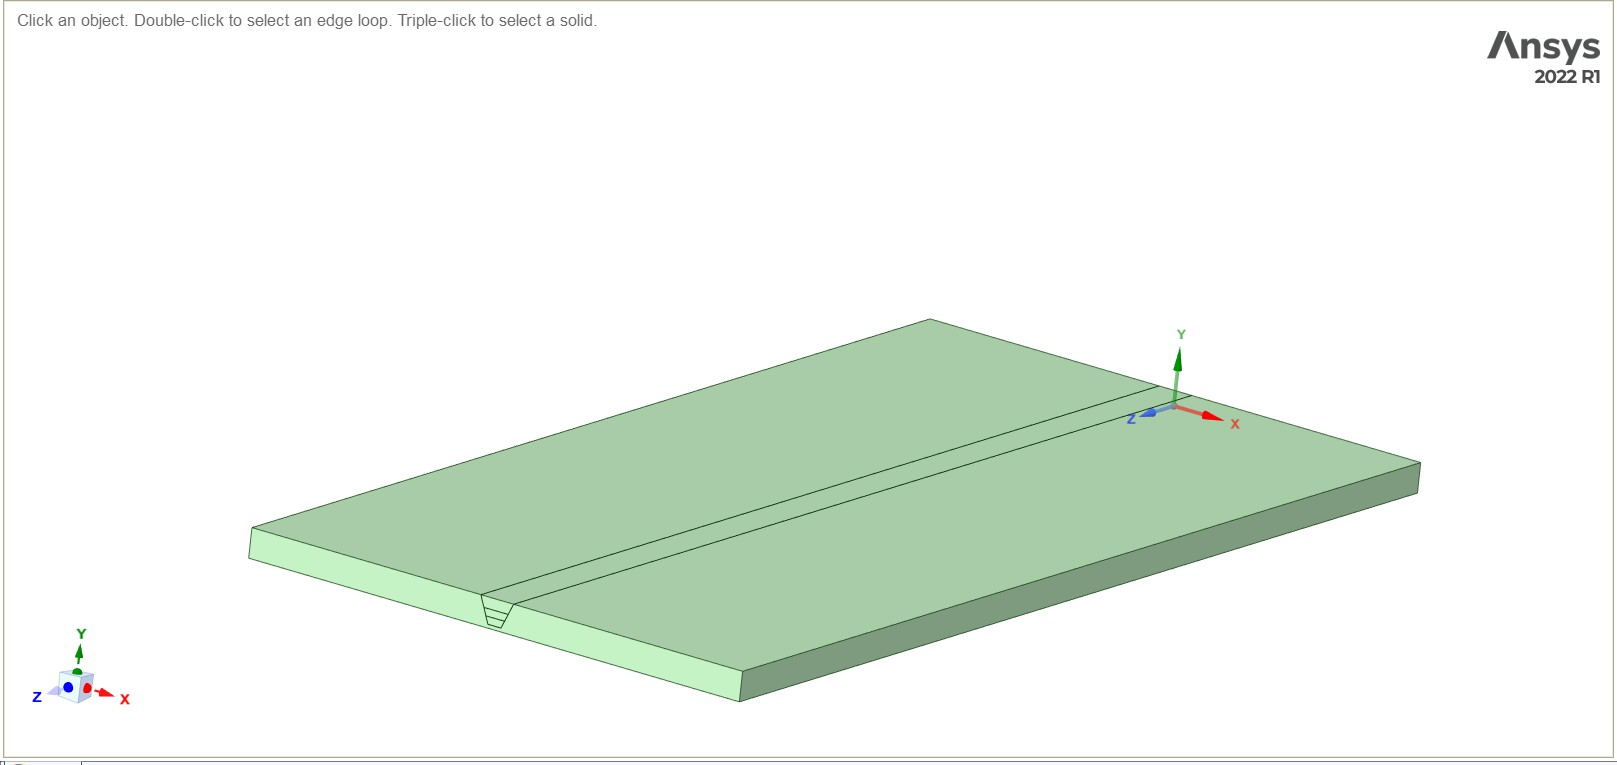 Click an object. Double-click to select an edge loop. Triple-click to select a solid.
Ansys
2022 R1
Y
Z
X
Y
Z
X